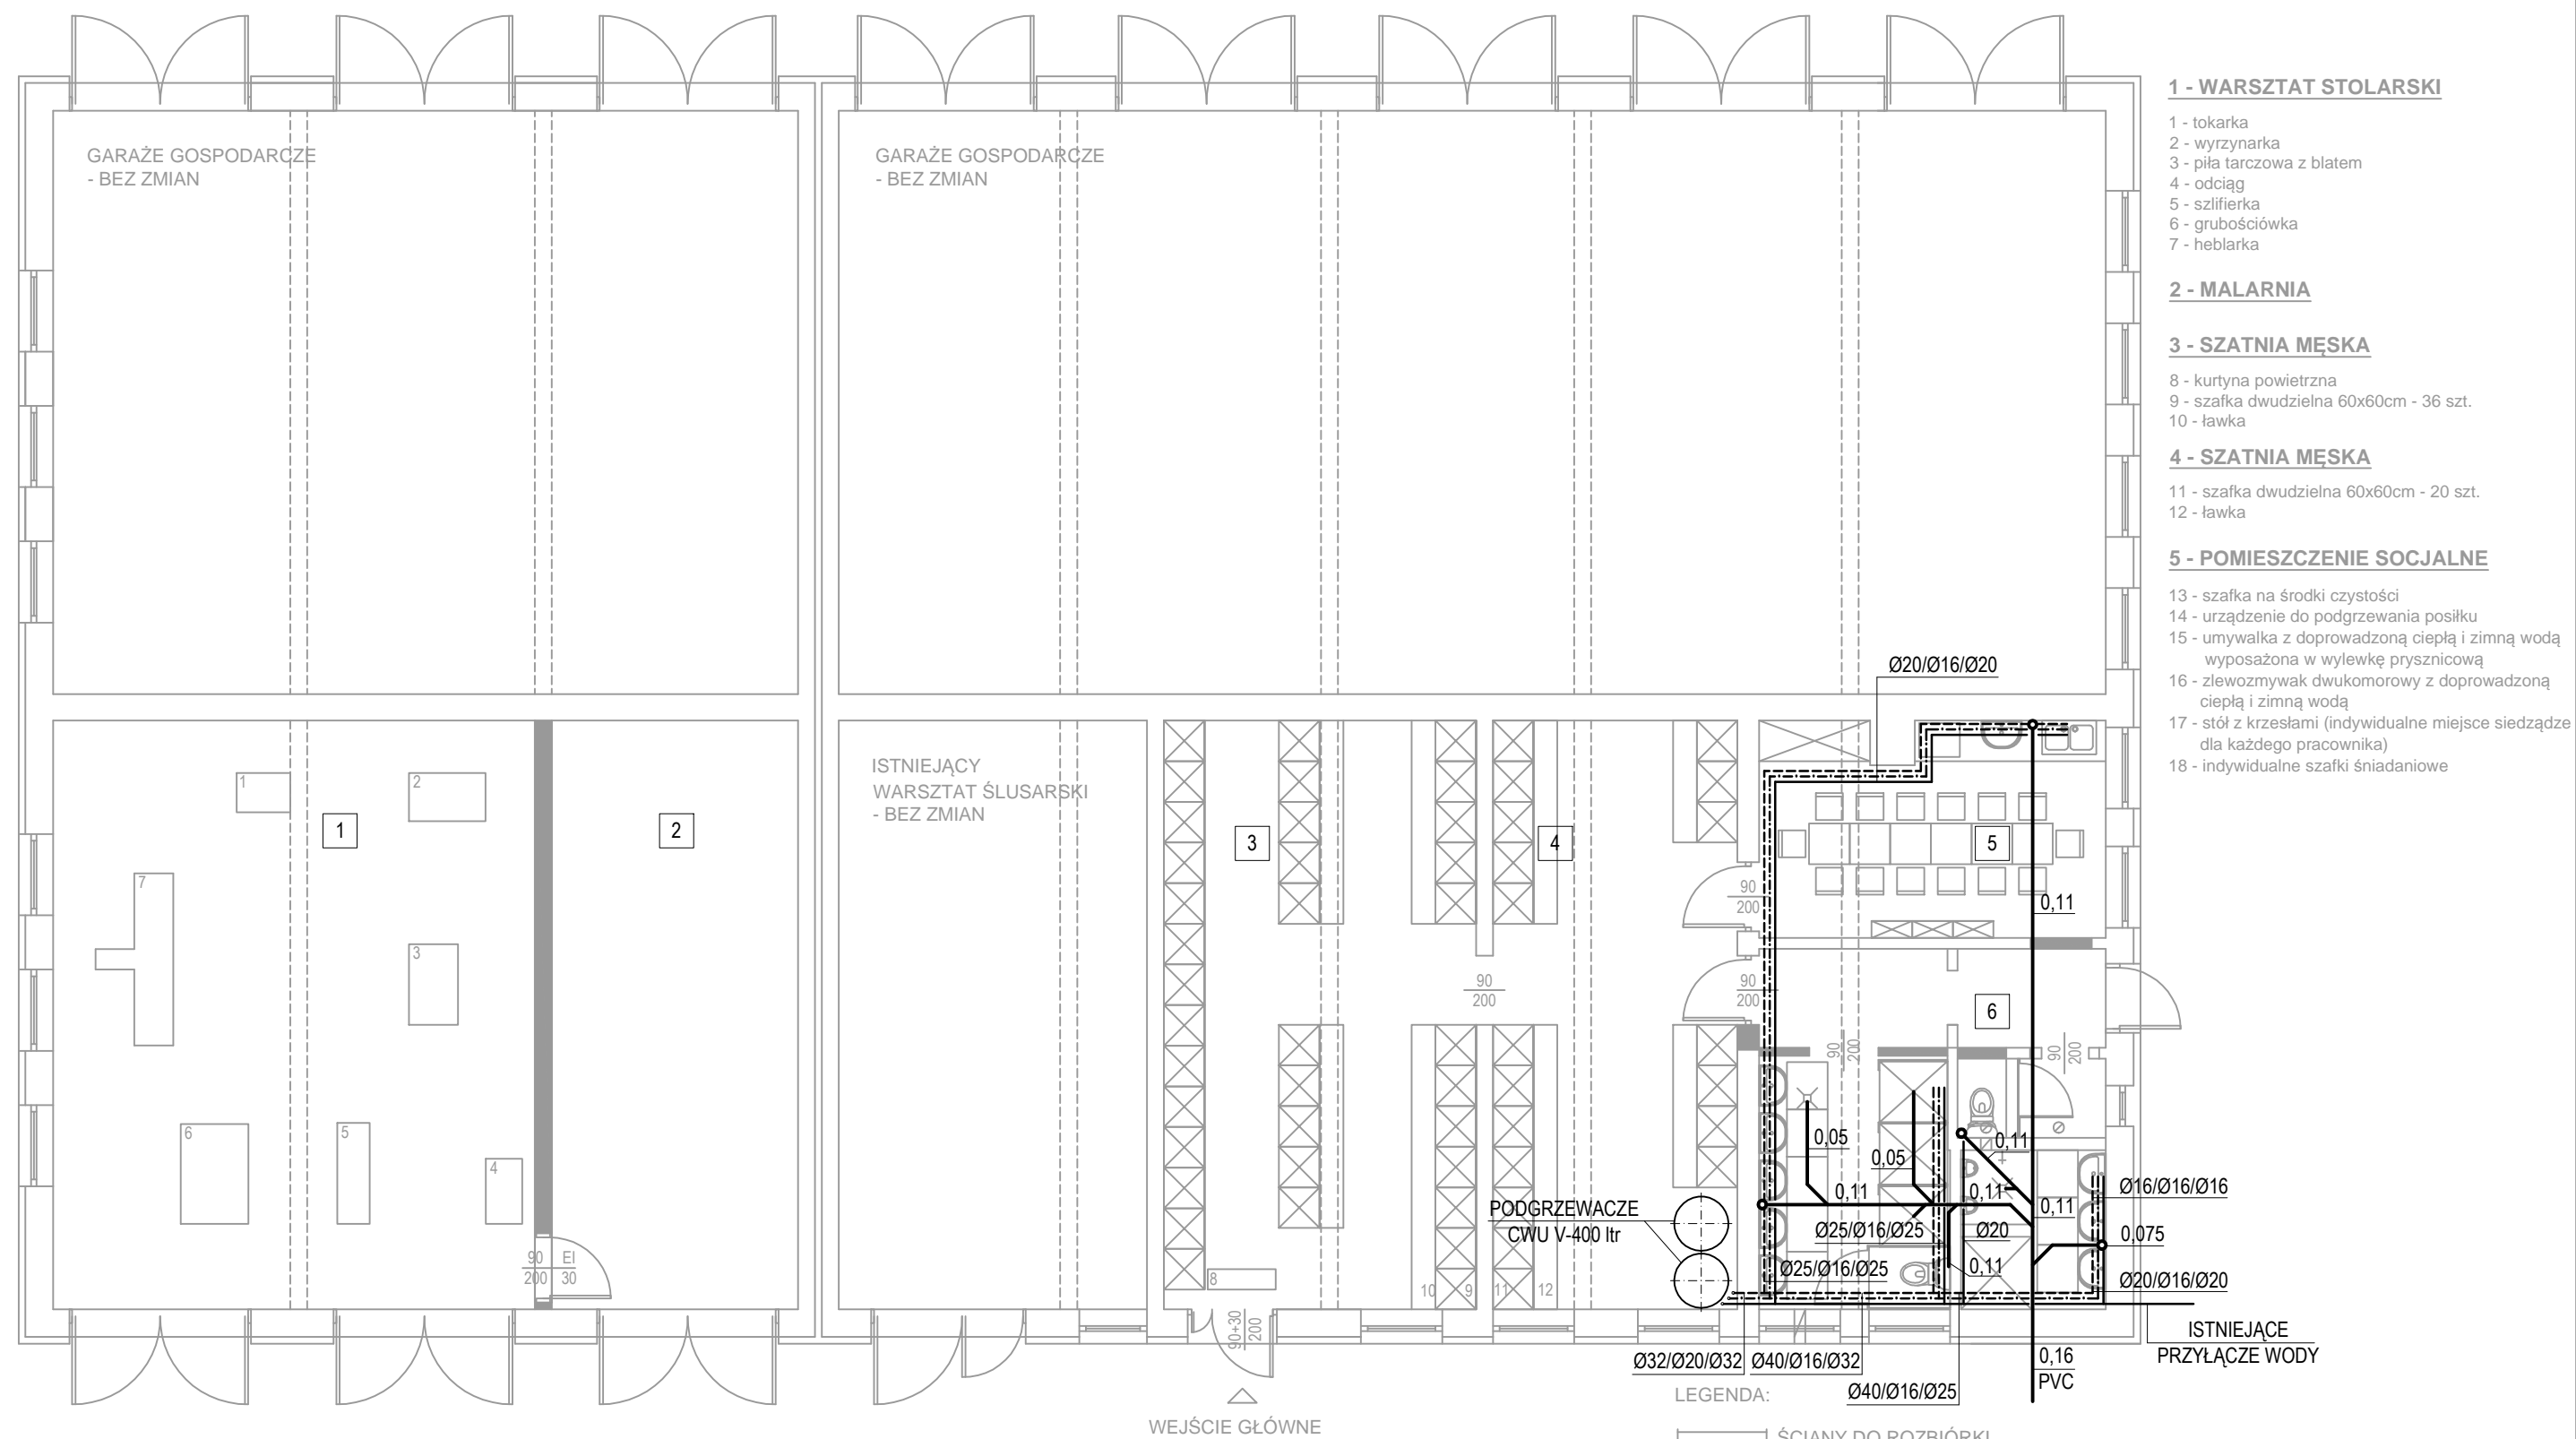 GARAŻE GOSPODARCZE
- BEZ ZMIAN
GARAŻE GOSPODARCZE
- BEZ ZMIAN
1 - WARSZTAT STOLARSKI
1 - tokarka
2 - wyrzynarka
3 - piła tarczowa z blatem
4 - odciąg
5 - szlifierka
6 - grubościówka
7 - heblarka
2 - MALARNIA
3 - SZATNIA MĘSKA
8 - kurtyna powietrzna
9 - szafka dwudzielna 60x60cm - 36 szt.
10 - ławka
4 - SZATNIA MĘSKA
11 - szafka dwudzielna 60x60cm - 20 szt.
12 - ławka
5 - POMIESZCZENIE SOCJALNE
13 - szafka na środki czystości
14 - urządzenie do podgrzewania posiłku
15 - umywalka z doprowadzoną ciepłą i zimną wodą
wyposażona w wylewkę prysznicową
16 - zlewozmywak dwukomorowy z doprowadzoną
ciepłą i zimną wodą
17 - stół z krzesłami (indywidualne miejsce siedządze
dla każdego pracownika)
18 - indywidualne szafki śniadaniowe
Ø20/Ø16/Ø20
ISTNIEJĄCY
WARSZTAT ŚLUSARSKI
- BEZ ZMIAN
1
2
1
2
3
4
5
7
3
6
5
4
90
200
0,11
90
200
90
200
6
90
200
90
200
0,05
0,05
0,11
0,11
0,11
0,11
Ø16/Ø16/Ø16
PODGRZEWACZE
CWU V-400 ltr
Ø25/Ø16/Ø25
Ø20
0,075
Ø25/Ø16/Ø25
0,11
Ø20/Ø16/Ø20
90
200
EI
30
8
10
9
11
12
90+30
200
ISTNIEJĄCE
PRZYŁĄCZE WODY
Ø32/Ø20/Ø32
Ø40/Ø16/Ø32
0,16
PVC
Ø40/Ø16/Ø25
LEGENDA:
WEJŚCIE GŁÓWNE
ŚCIANY DO ROZBIÓRKI